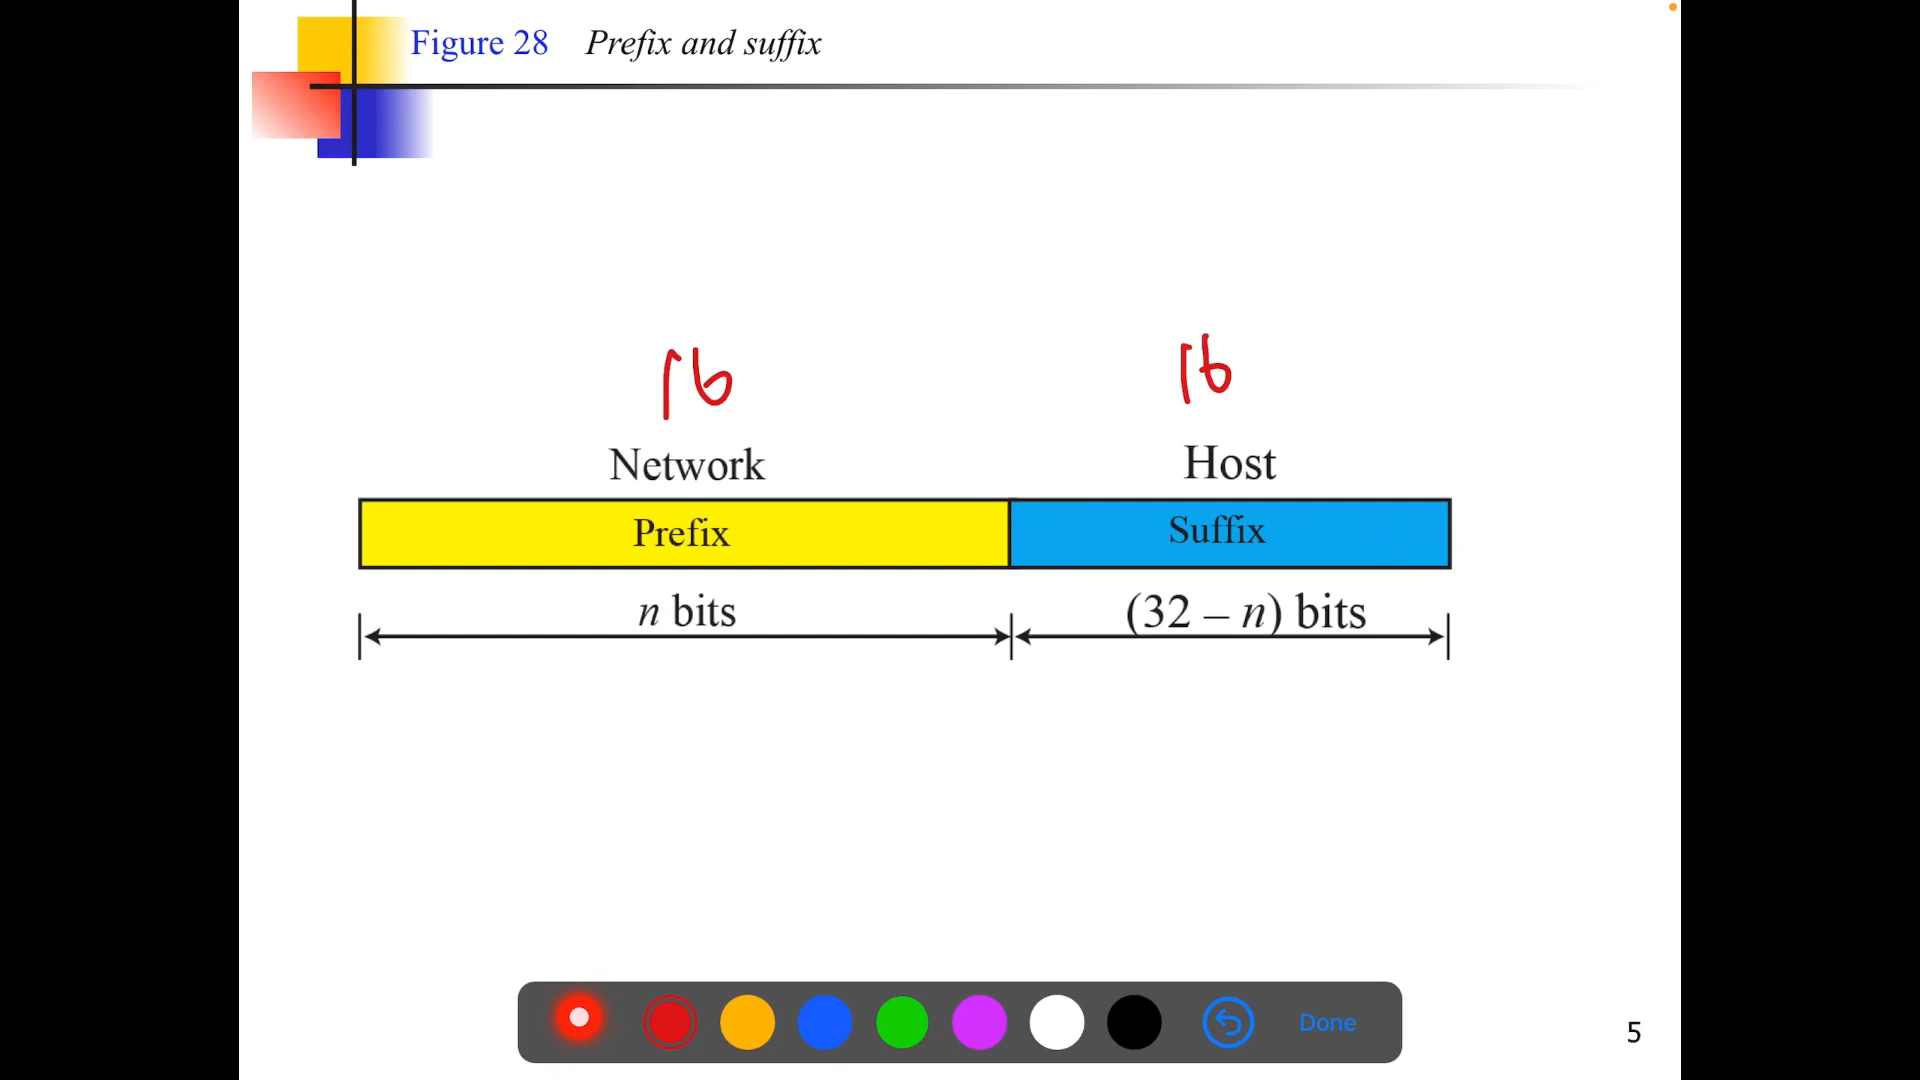 Figure 28 Prefix and suffix
16 16
Network Host
Prefix Suffix
n bits (32 – n) bits
Done
5